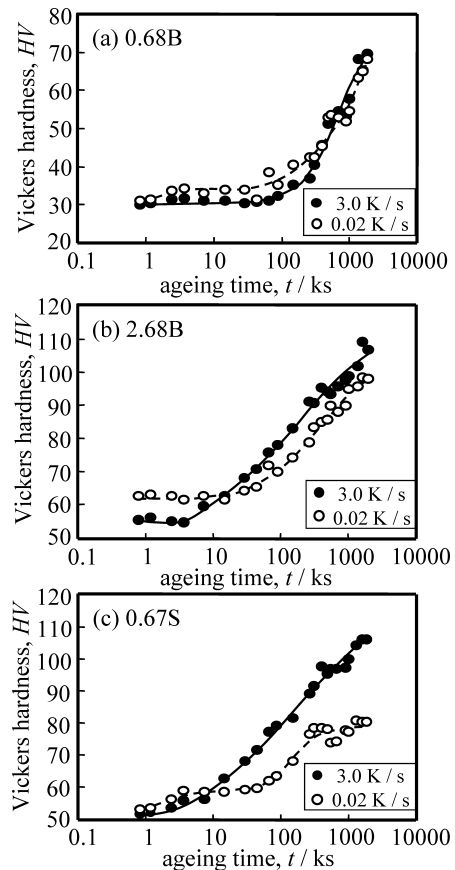 (a) 0.68B
Vickers hardness, HV
80
70
60
50
40
30
20
3.0 K / s
0.02 K / s
0.1 1 10 100 1000 10000
ageing time, t / ks
(b) 2.68B
Vickers hardness, HV
120
110
100
90
80
70
60
50
3.0 K / s
0.02 K / s
0.1 1 10 100 1000 10000
ageing time, t / ks
(c) 0.67S
Vickers hardness, HV
120
110
100
90
80
70
60
50
3.0 K / s
0.02 K / s
0.1 1 10 100 1000 10000
ageing time, t / ks